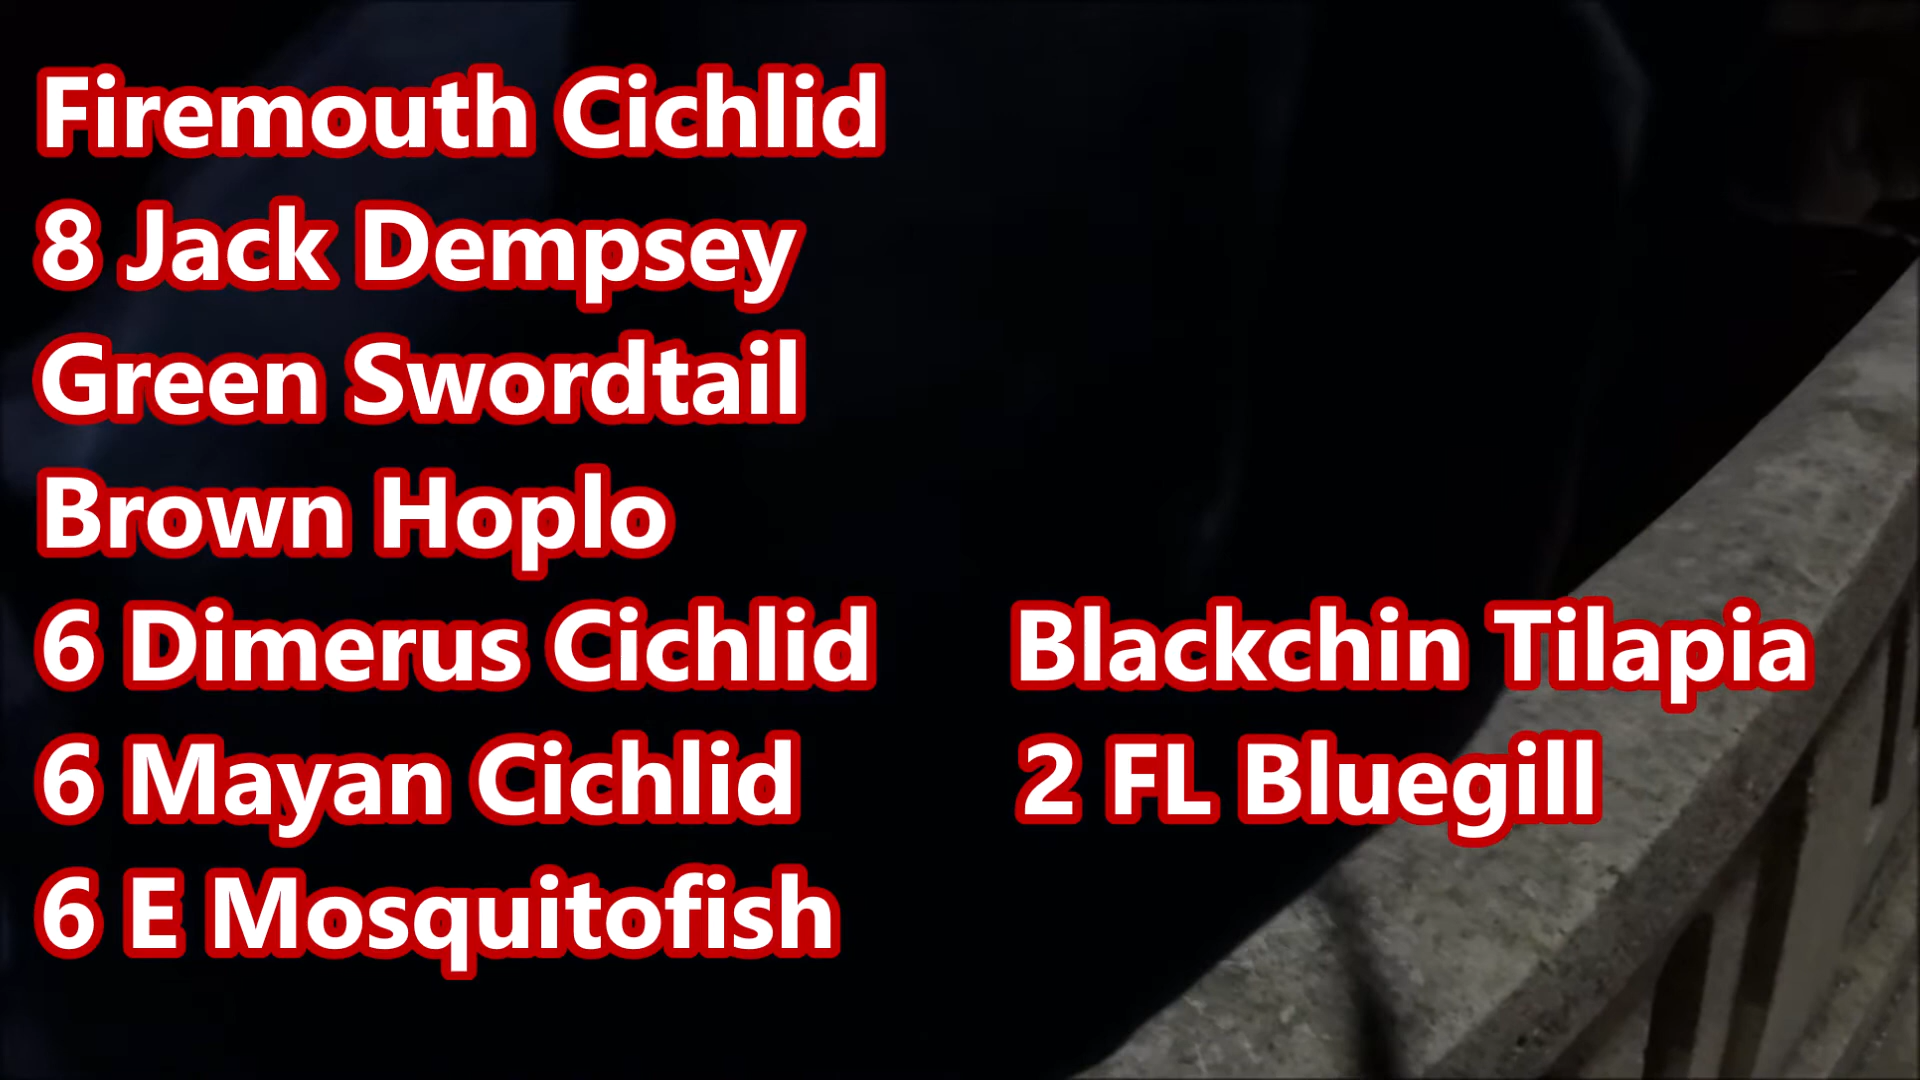 Firemouth Cichlid
8 Jack Dempsey
Green Swordtail
Brown Hoplo
6 Dimerus Cichlid
6 Mayan Cichlid
6 E Mosquitofish
Blackchin Tilapia
2 FL Bluegill